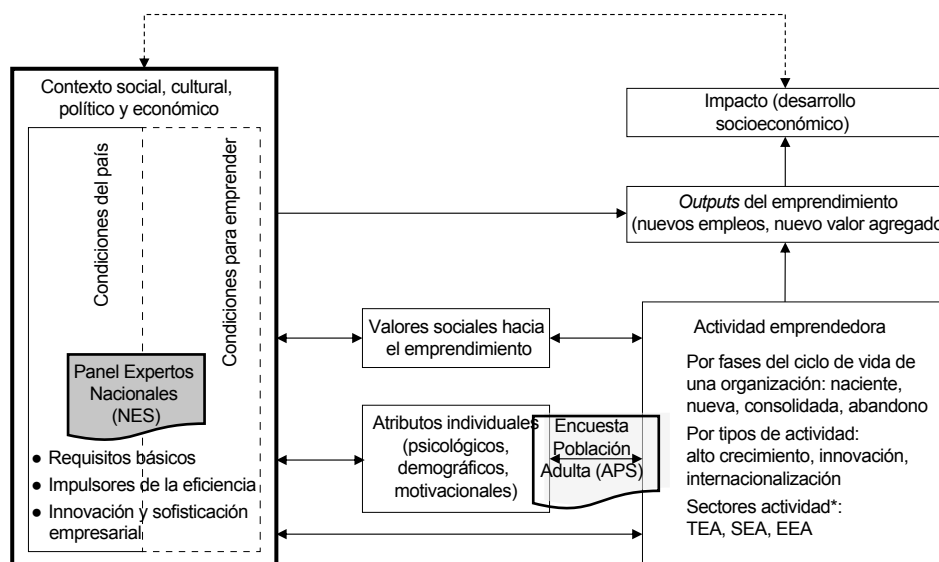 Contexto social, cultural,
político y económico
Condiciones del país
Condiciones para emprender
Panel Expertos
Nacionales
(NES)
● Requisitos básicos
● Impulsores de la eficiencia
● Innovación y sofisticación
empresarial
Impacto (desarrollo
socioeconómico)
Outputs del emprendimiento
(nuevos empleos, nuevo valor agregado
Valores sociales hacia
el emprendimiento
Atributos individuales
(psicológicos,
demográficos,
motivacionales)
Encuesta
Población
Adulta (APS)
Actividad emprendedora
Por fases del ciclo de vida de
una organización: naciente,
nueva, consolidada, abandono
Por tipos de actividad:
alto crecimiento, innovación,
internacionalización
Sectores actividad*:
TEA, SEA, EEA